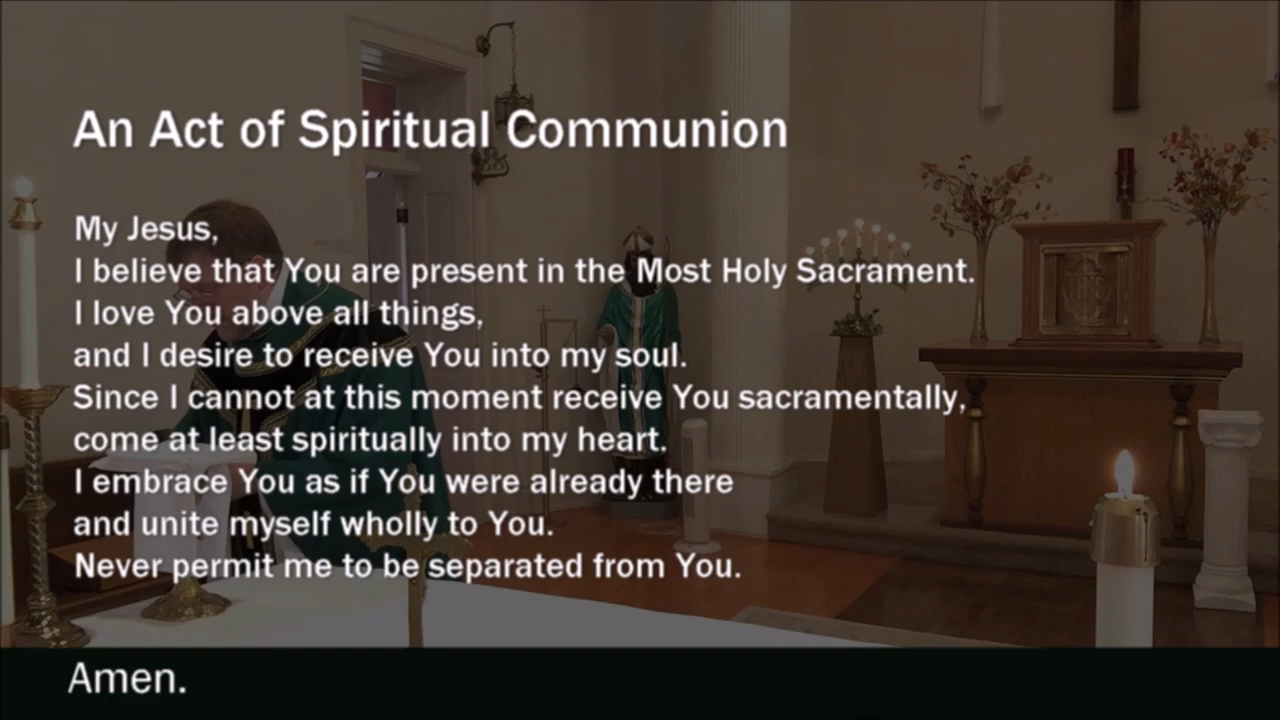 An Act of Spiritual Communion
My Jesus,
I believe that You are present in the Most Holy Sacrament.
I love You above all things,
and I desire to receive You into my soul.
Since I cannot at this moment receive You sacramentally,
come at least spiritually into my heart.
I embrace You as if You were already there
and unite myself wholly to You.
Never permit me to be separated from You.
Amen.